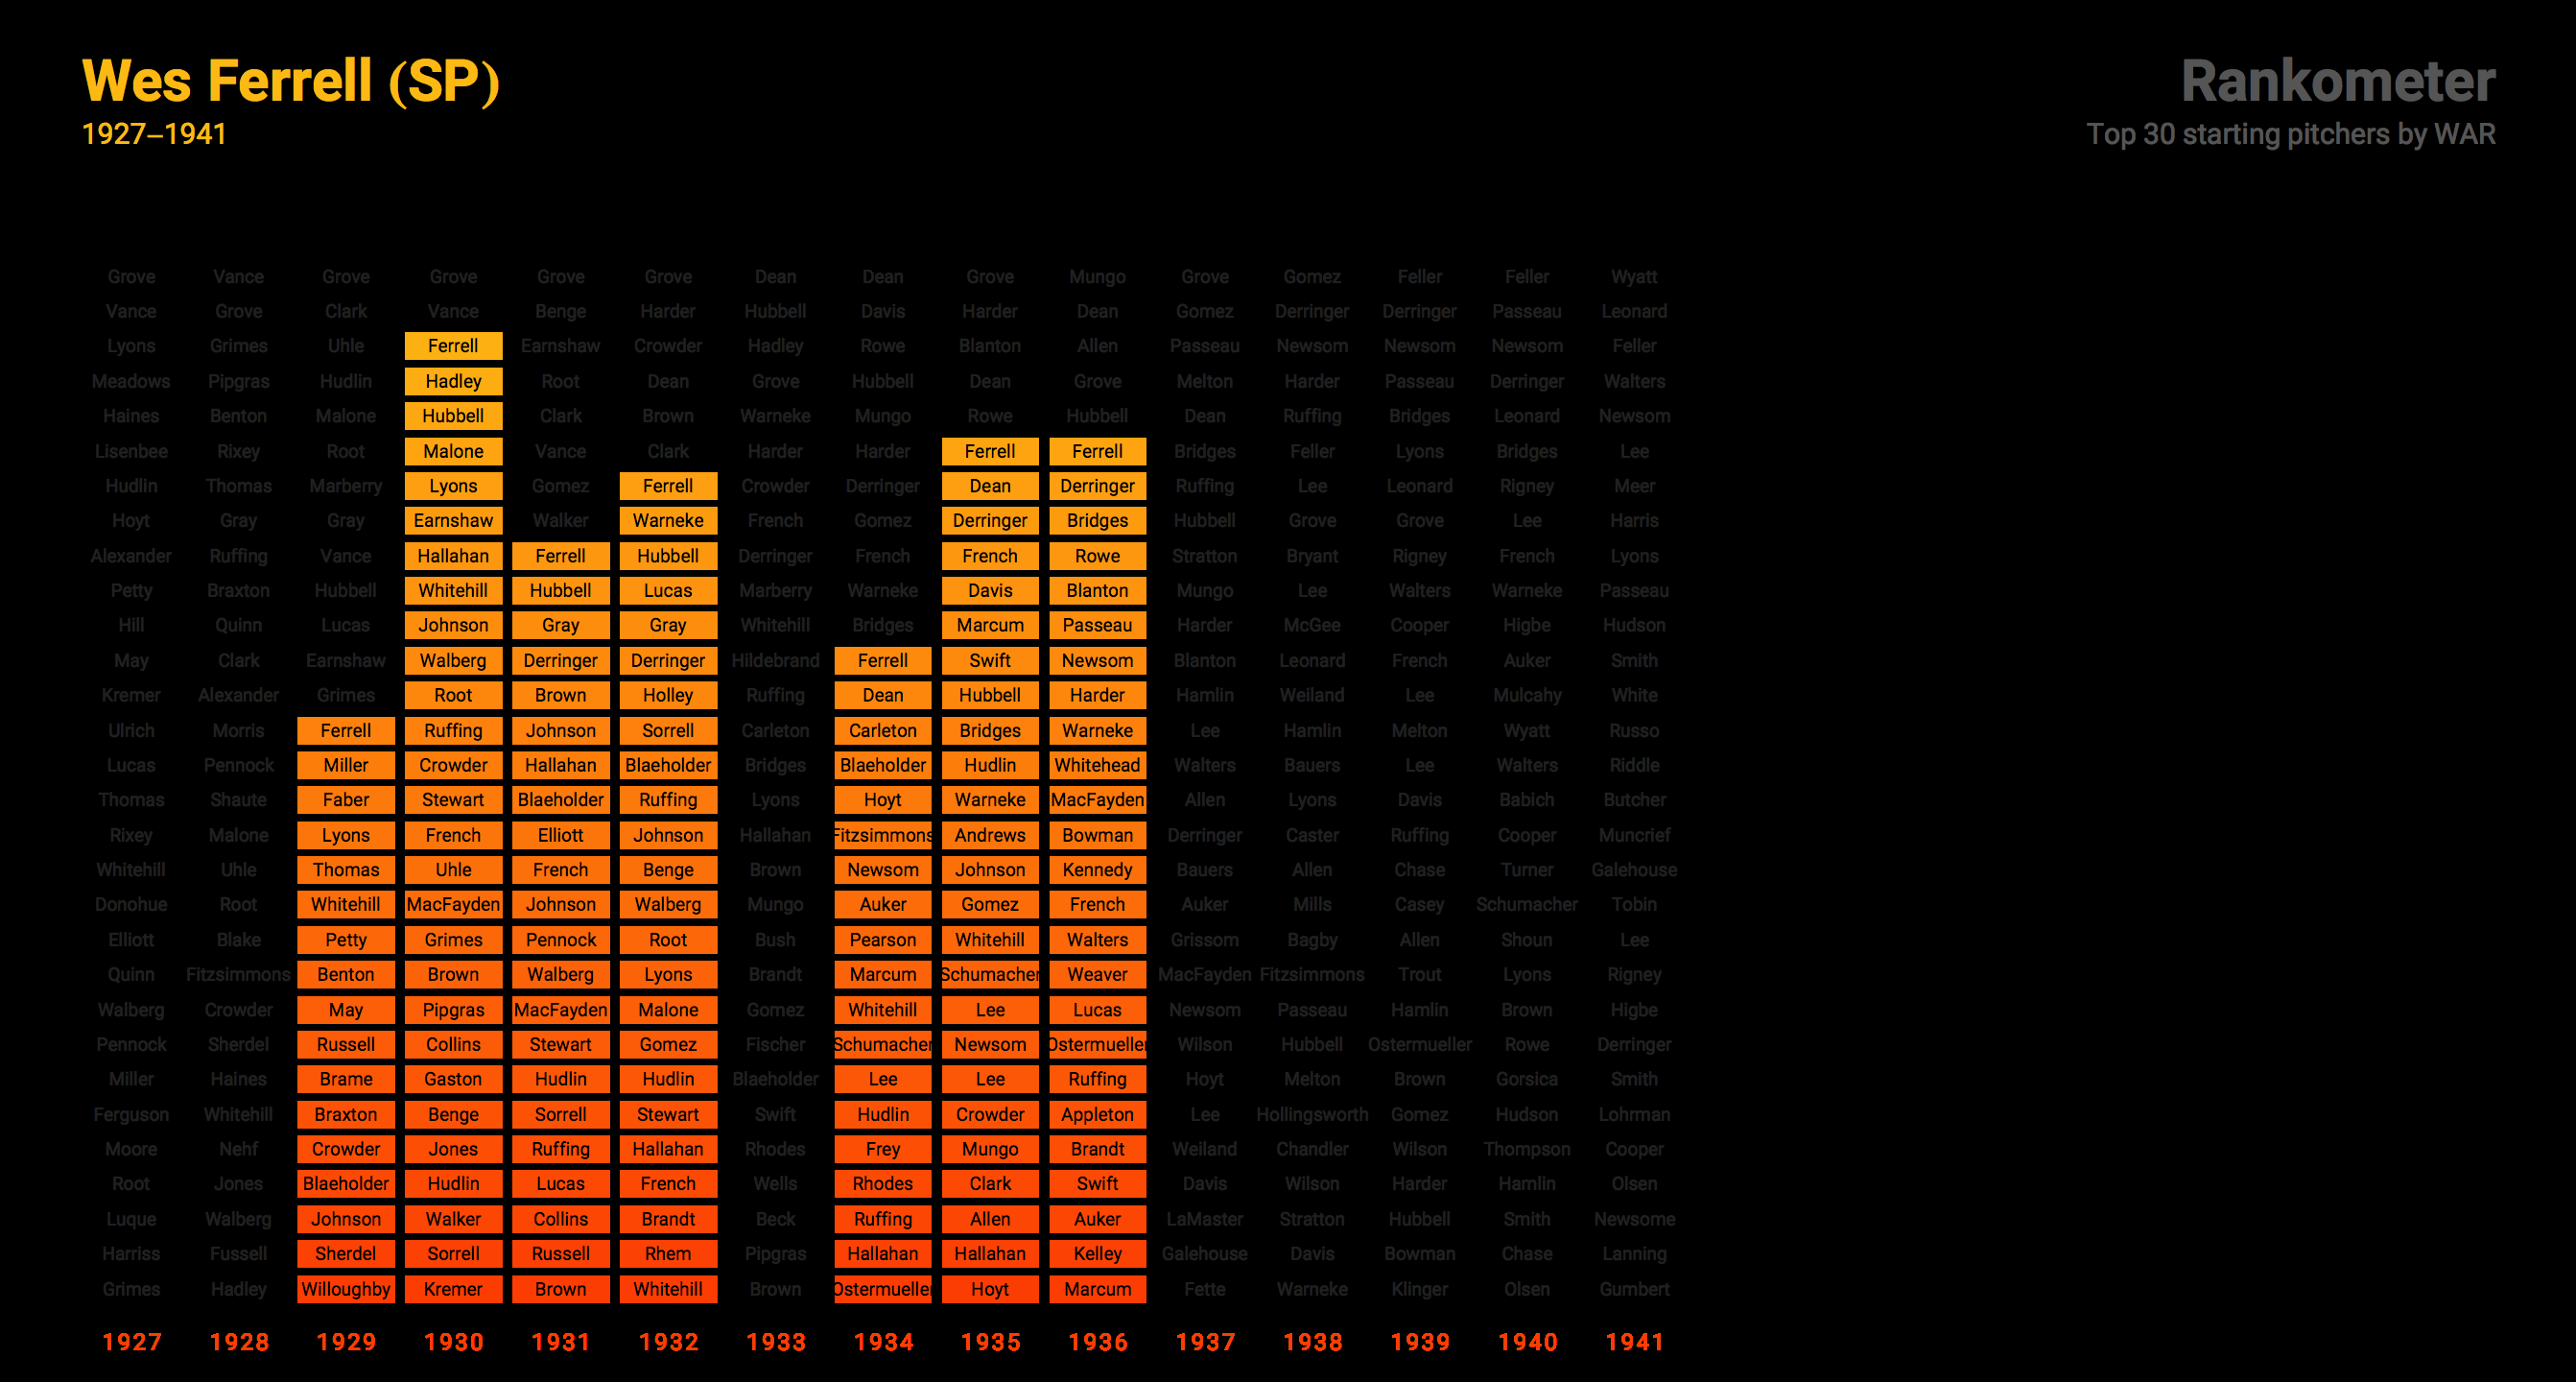 Wes Ferrell (SP)
1927–1941
Rankometer
Top 30 starting pitchers by WAR
Grove Vance Grove Grove Grove Grove Dean Dean Grove Mungo Grove Gomez Feller Feller Wyatt
Vance Grove Clark Vance Benge Harder Hubbell Davis Harder Dean Gomez Derringer Derringer Passeau Leonard
Lyons Grimes Uhle Ferrell Earnshaw Crowder Hadley Rowe Blanton Allen Passeau Newsom Newsom Newsom Feller
Meadows Pipgras Hudlin Hadley Root Dean Grove Hubbell Dean Grove Melton Harder Passeau Derringer Walters
Haines Benton Malone Hubbell Clark Brown Warneke Mungo Rowe Hubbell Dean Ruffing Bridges Leonard Newsom
Lisenbee Rixey Root Malone Vance Clark Harder Harder Ferrell Ferrell Bridges Feller Lyons Bridges Lee
Hudlin Thomas Marberry Lyons Gomez Ferrell Crowder Derringer Dean Derringer Ruffing Lee Leonard Rigney Meer
Hoyt Gray Gray Earnshaw Walker Warneke French Gomez Derringer Bridges Hubbell Grove Grove Lee Harris
Alexander Ruffing Vance Hallahan Ferrell Hubbell Derringer French French Rowe Stratton Bryant Rigney French Lyons
Petty Braxton Hubbell Whitehill Hubbell Lucas Marberry Warneke Davis Blanton Mungo Lee Walters Warneke Passeau
Hill Quinn Lucas Johnson Gray Gray Whitehill Bridges Marcum Passeau Harder McGee Cooper Higbe Hudson
May Clark Earnshaw Walberg Derringer Derringer Hildebrand Ferrell Swift Newsom Blanton Leonard French Auker Smith
Kremer Alexander Grimes Root Brown Holley Ruffing Dean Hubbell Harder Hamlin Weiland Lee Mulcahy White
Ulrich Morris Ferrell Ruffing Johnson Sorrell Carleton Carleton Bridges Warneke Lee Hamlin Melton Wyatt Russo
Lucas Pennock Miller Crowder Hallahan Blaeholder Bridges Blaeholder Hudlin Whitehead Walters Bauers Lee Walters Riddle
Thomas Shaute Faber Stewart Blaeholder Ruffing Lyons Hoyt Warneke MacFayden Allen Lyons Davis Babich Butcher
Rixey Malone Lyons French Elliott Johnson Hallahan Fitzsimmons Andrews Bowman Derringer Caster Ruffing Cooper Muncrief
Whitehill Uhle Thomas Uhle French Benge Brown Newsom Johnson Kennedy Bauers Allen Chase Turner Galehouse
Donohue Root Whitehill MacFayden Johnson Walberg Mungo Auker Gomez French Auker Mills Casey Schumacher Tobin
Elliott Blake Petty Grimes Pennock Root Bush Pearson Whitehill Walters Grissom Bagby Allen Shoun Lee
Quinn Fitzsimmons Benton Brown Walberg Lyons Brandt Marcum Schumacher Weaver MacFayden Fitzsimmons Trout Lyons Rigney
Walberg Crowder May Pipgras MacFayden Malone Gomez Whitehill Lee Lucas Newsom Passeau Hamlin Brown Higbe
Pennock Sherdel Russell Collins Stewart Gomez Fischer Schumacher Newsom Ostermueller Wilson Hubbell Ostermueller Rowe Derringer
Miller Haines Brame Gaston Hudlin Hudlin Blaeholder Lee Lee Ruffing Hoyt Melton Brown Gorsica Smith
Ferguson Whitehill Braxton Benge Sorrell Stewart Swift Hudlin Crowder Appleton Lee Hollingsworth Gomez Hudson Lohrman
Moore Nehf Crowder Jones Ruffing Hallahan Rhodes Frey Mungo Brandt Weiland Chandler Wilson Thompson Cooper
Root Jones Blaeholder Hudlin Lucas French Wells Rhodes Clark Swift Davis Wilson Harder Hamlin Olsen
Luque Walberg Johnson Walker Collins Brandt Beck Ruffing Allen Auker LaMaster Stratton Hubbell Smith Newsome
Harriss Fussell Sherdel Sorrell Russell Rhem Pipgras Hallahan Hallahan Kelley Galehouse Davis Bowman Chase Lanning
Grimes Hadley Willoughby Kremer Brown Whitehill Brown Ostermueller Hoyt Marcum Fette Warneke Klinger Olsen Gumbert
1927 1928 1929 1930 1931 1932 1933 1934 1935 1936 1937 1938 1939 1940 1941